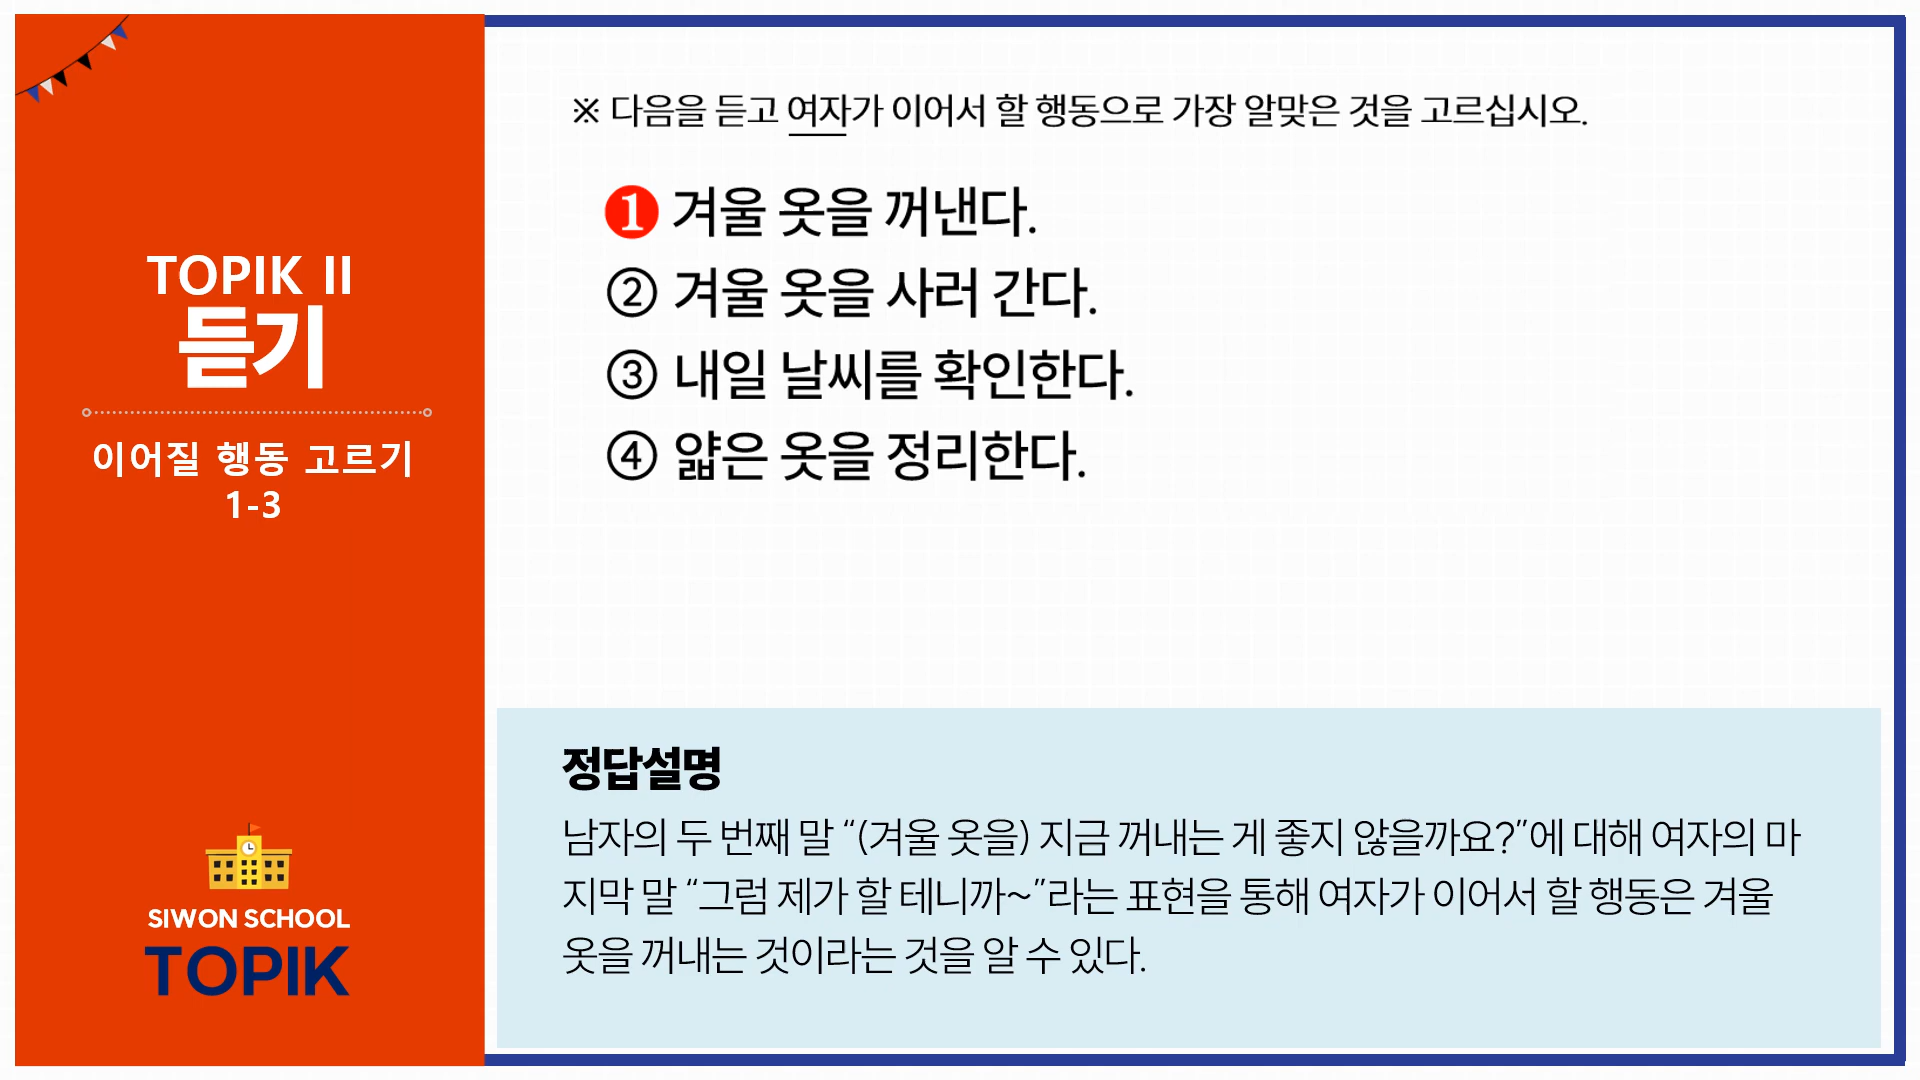 TOPIK II
듣기
이어질 행동 고르기
1-3
SIWON SCHOOL
TOPIK
※ 다음을 듣고 여자가 이어서 할 행동으로 가장 알맞은 것을 고르십시오.
❶ 겨울 옷을 꺼낸다.
② 겨울 옷을 사러 간다.
③ 내일 날씨를 확인한다.
④ 얇은 옷을 정리한다.
정답설명
남자의 두 번째 말 “(겨울 옷을) 지금 꺼내는 게 좋지 않을까요?”에 대해 여자의 마
지막 말 “그럼 제가 할 테니까~”라는 표현을 통해 여자가 이어서 할 행동은 겨울
옷을 꺼내는 것이라는 것을 알 수 있다.